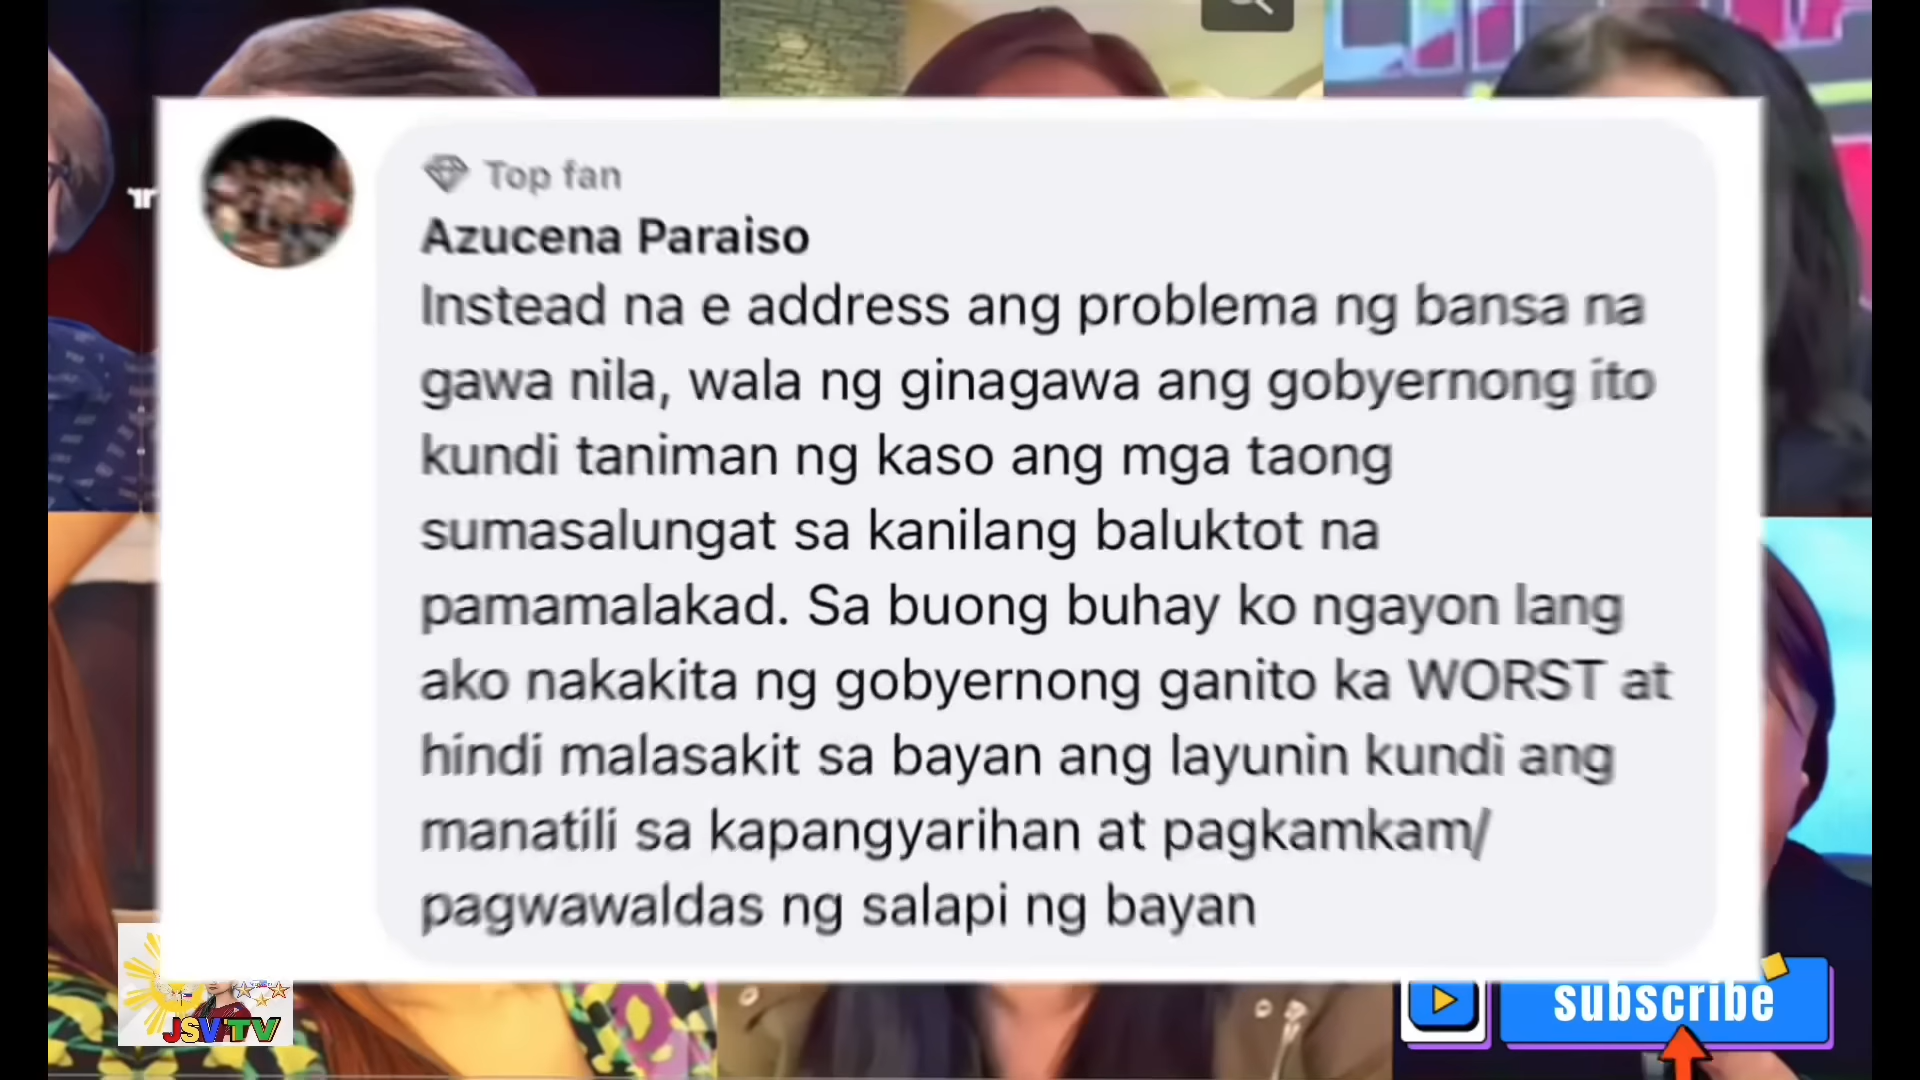 Top fan
Azucena Paraiso
Instead na e address ang problema ng bansa na
gawa nila, wala ng ginagawa ang gobyernong ito
kundi taniman ng kaso ang mga taong
sumasalungat sa kanilang baluktot na
pamamalakad. Sa buong buhay ko ngayon lang
ako nakakita ng gobyernong ganito ka WORST at
hindi malasakit sa bayan ang layunin kundi ang
manatili sa kapangyarihan at pagkamkam/
pagwawaldas ng salapi ng bayan
JSV TV
subscribe